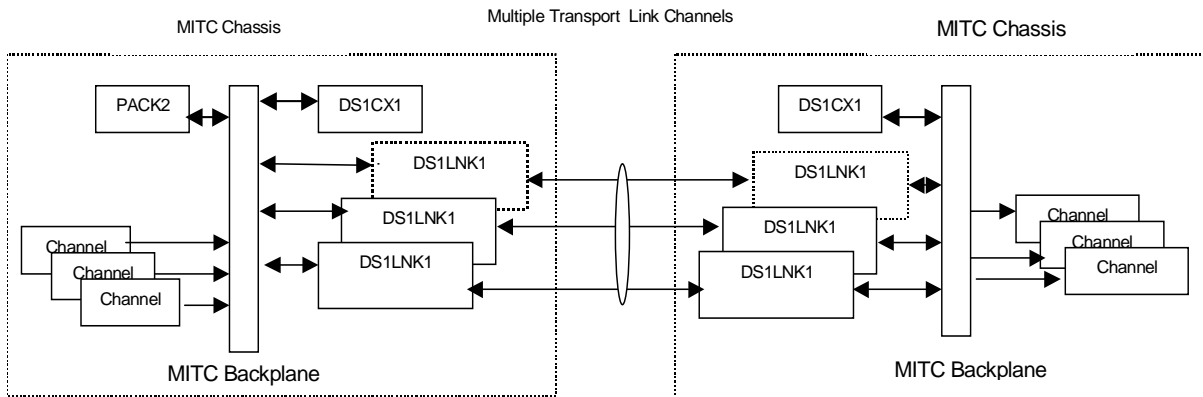 Multiple Transport Link Channels
MITC Chassis
PACK2
DS1CX1
DS1LNK1
DS1LNK1
DS1LNK1
Channel
Channel
Channel
MITC Backplane
MITC Chassis
DS1CX1
DS1LNK1
DS1LNK1
DS1LNK1
Channel
Channel
Channel
MITC Backplane